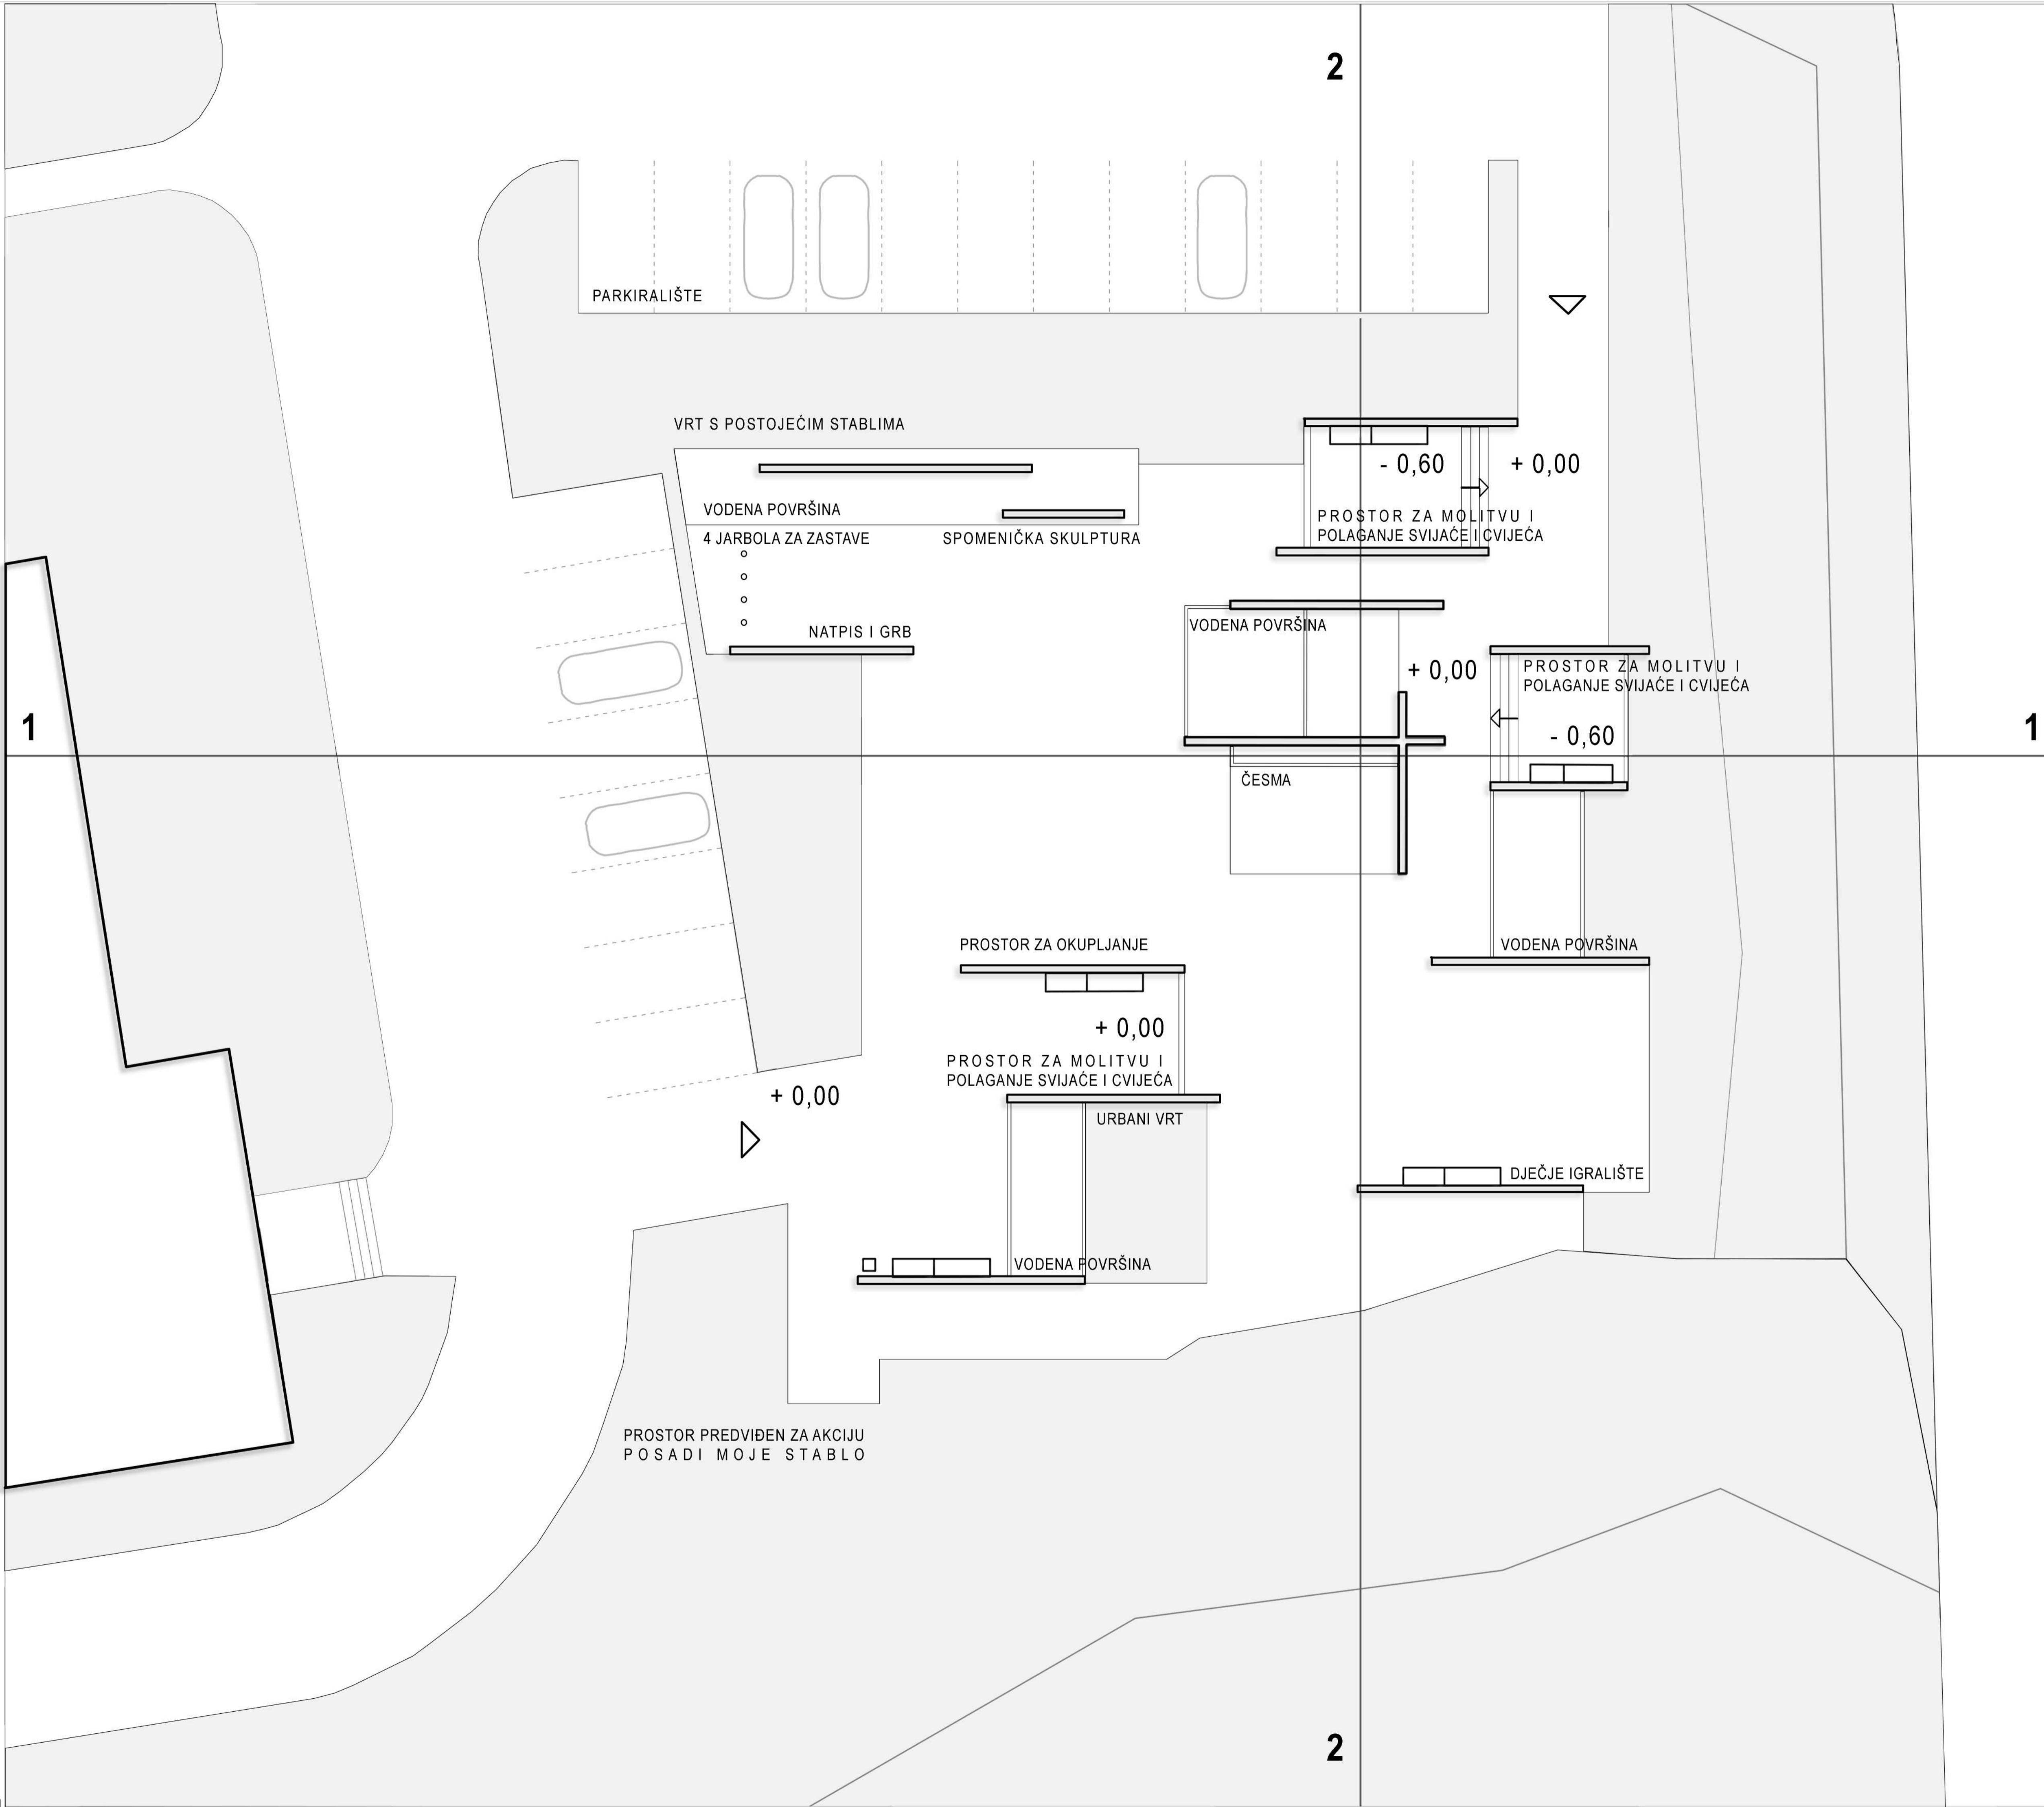 2
PARKIRALIŠTE
VRT S POSTOJEĆIM STABLIMA
- 0,60
+ 0,00
VODENA POVRŠINA
PROSTOR ZA MOLITVU I
POLAGANJE SVIJAĆE I CVIJEĆA
4 JARBOLA ZA ZASTAVE
SPOMENIČKA SKULPTURA
NATPIS I GRB
VODENA POVRŠINA
+ 0,00
PROSTOR ZA MOLITVU I
POLAGANJE SVIJAĆE I CVIJEĆA
1
- 0,60
1
ČESMA
PROSTOR ZA OKUPLJANJE
VODENA POVRŠINA
+ 0,00
PROSTOR ZA MOLITVU I
POLAGANJE SVIJAĆE I CVIJEĆA
+ 0,00
URBANI VRT
DJEČJE IGRALIŠTE
VODENA POVRŠINA
PROSTOR PREDVIĐEN ZA AKCIJU
POSADI MOJE STABLO
2